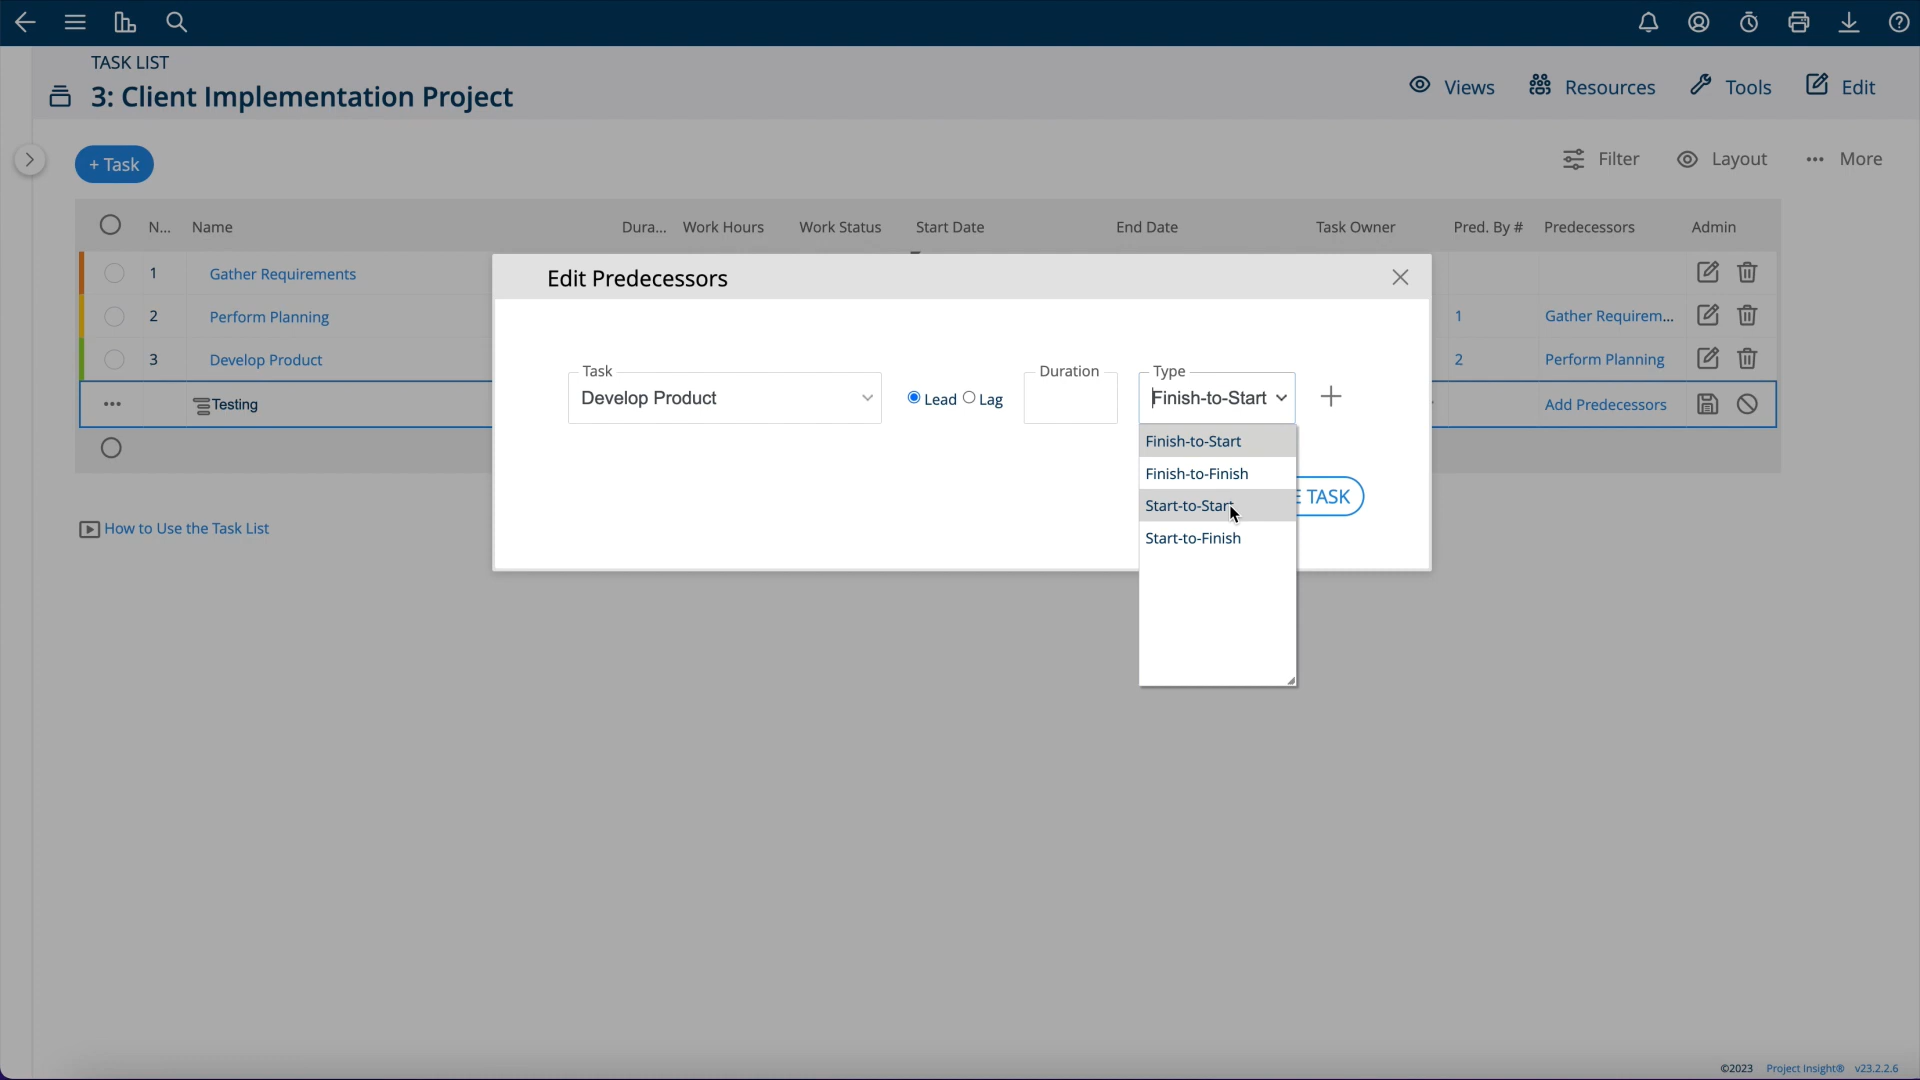 TASK LIST
3: Client Implementation Project
Views
Resources
Tools
Edit
+ Task
Filter
Layout
More
N... Name Dura... Work Hours Work Status Start Date End Date Task Owner Pred. By # Predecessors Admin
1 Gather Requirements
2 Perform Planning 1 Gather Requirem...
3 Develop Product 2 Perform Planning
Testing Add Predecessors
How to Use the Task List
Edit Predecessors
Task
Develop Product
Lead
Lag
Duration
Type
Finish-to-Start
Finish-to-Start
Finish-to-Finish
Start-to-Start
Start-to-Finish
TASK
©2023 Project Insight® v23.2.2.6